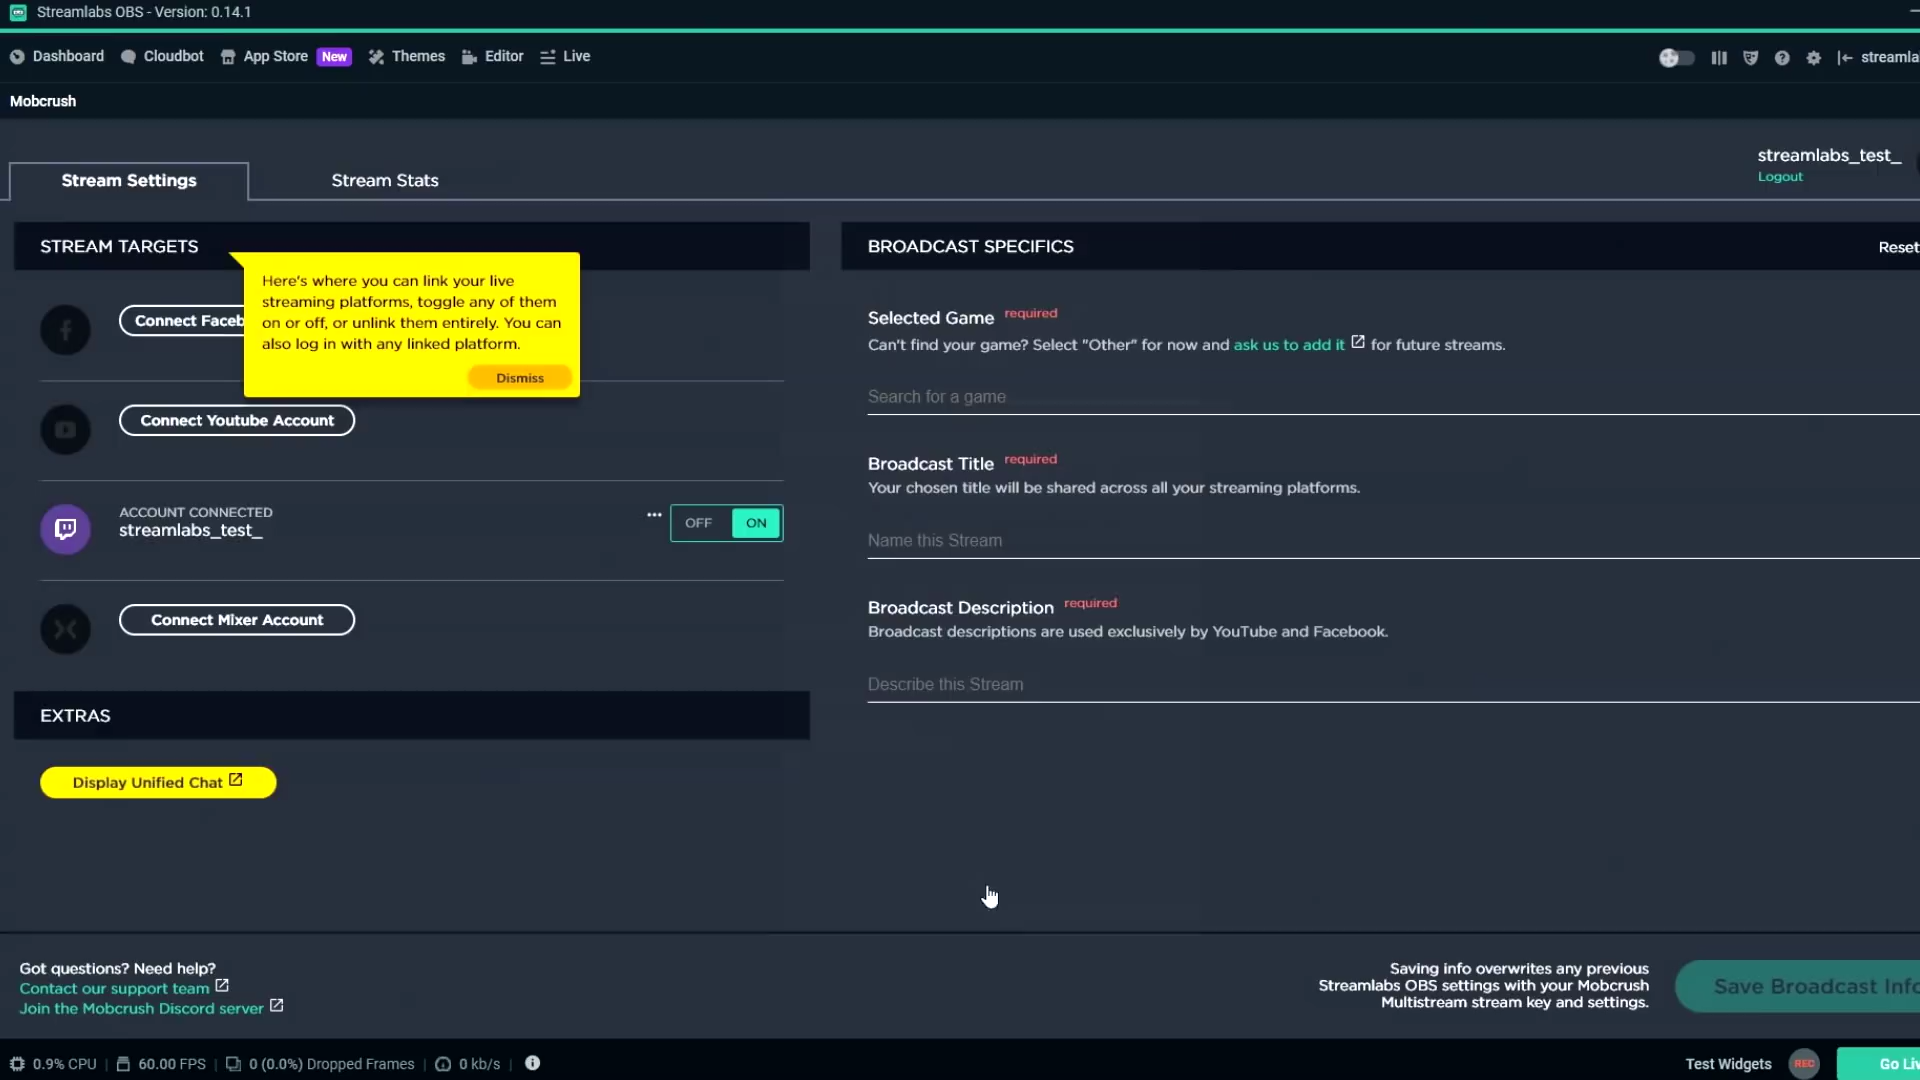 Streamlabs OBS - Version: 0.14.1
Dashboard Cloudbot App Store New Themes Editor Live
streamla
Mobcrush
streamlabs_test_
Logout
Stream Settings
Stream Stats
STREAM TARGETS
Here's where you can link your live
streaming platforms, toggle any of them
on or off, or unlink them entirely. You can
also log in with any linked platform.
Dismiss
Connect Faceb
Connect Youtube Account
ACCOUNT CONNECTED
streamlabs_test_
... OFF ON
Connect Mixer Account
EXTRAS
Display Unified Chat
BROADCAST SPECIFICS
Reset
Selected Game required
Can't find your game? Select "Other" for now and ask us to add it for future streams.
Search for a game
Broadcast Title required
Your chosen title will be shared across all your streaming platforms.
Name this Stream
Broadcast Description required
Broadcast descriptions are used exclusively by YouTube and Facebook.
Describe this Stream
Got questions? Need help?
Contact our support team
Join the Mobcrush Discord server
Saving info overwrites any previous
Streamlabs OBS settings with your Mobcrush
Multistream stream key and settings.
Save Broadcast Info
0.9% CPU | 60.00 FPS | 0 (0.0%) Dropped Frames | 0 kb/s |
Test Widgets REC Go Liv